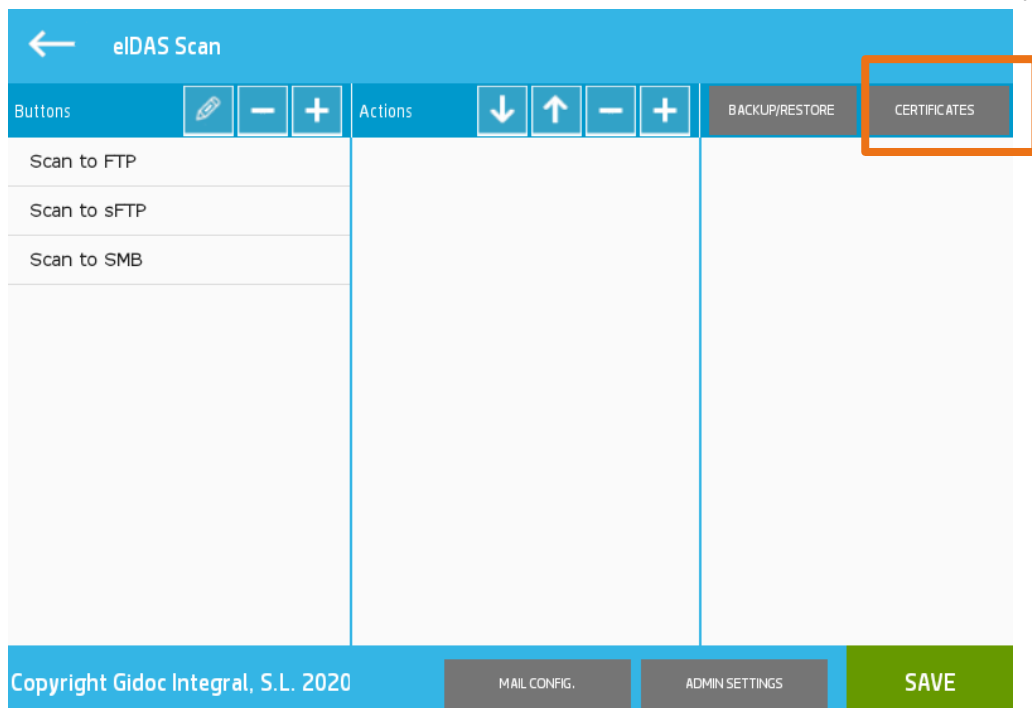 eIDAS Scan
Buttons
Actions
BACKUP/RESTORE
CERTIFICATES
Scan to FTP
Scan to sFTP
Scan to SMB
Copyright Gidoc Integral, S.L. 2020
MAIL CONFIG.
ADMIN SETTINGS
SAVE